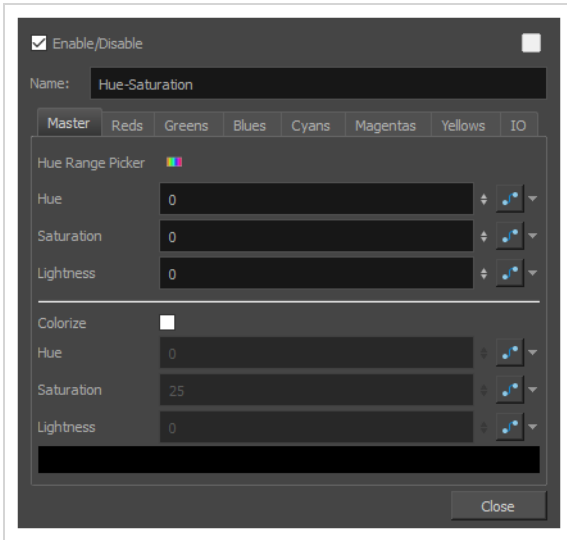 Enable/Disable
Name: Hue-Saturation
Master Reds Greens Blues Cyans Magentas Yellows IO
Hue Range Picker
Hue 0
Saturation 0
Lightness 0
Colorize
Hue 0
Saturation 25
Lightness 0
Close